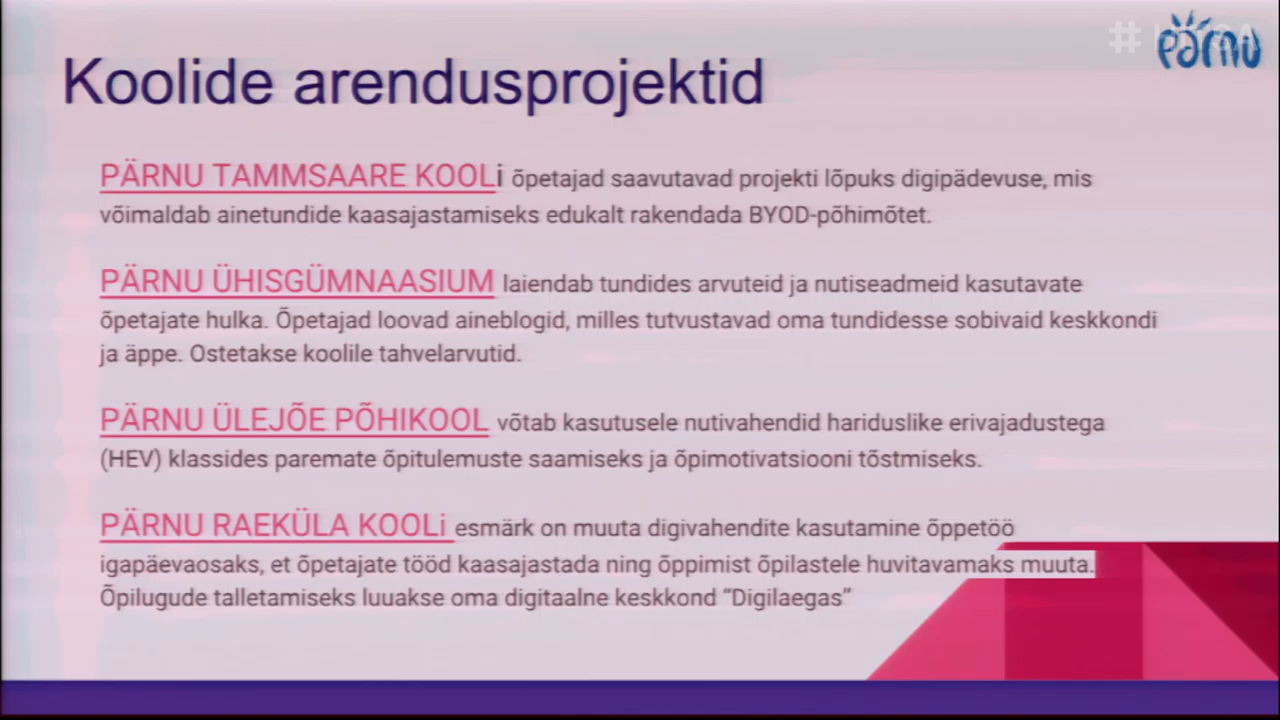 Koolide arendusprojektid
Pärnu
PÄRNU TAMMSAARE KOOLi õpetajad saavutavad projekti lõpuks digipädevuse, mis
võimaldab ainetundide kaasajastamiseks edukalt rakendada BYOD-põhimõtet.
PÄRNU ÜHISGÜMNAASIUM laiendab tundides arvuteid ja nutiseadmeid kasutavate
õpetajate hulka. Õpetajad loovad aineblogid, milles tutvustavad oma tundidesse sobivaid keskkondi
ja äppe. Ostetakse koolile tahvelarvutid.
PÄRNU ÜLEJÕE PÕHIKOOL võtab kasutusele nutivahendid hariduslike erivajadustega
(HEV) klassides paremate õpitulemuste saamiseks ja õpimotivatsiooni tõstmiseks.
PÄRNU RAEKÜLA KOOLi esmärk on muuta digivahendite kasutamine õppetöö
igapäevaosaks, et õpetajate tööd kaasajastada ning õppimist õpilastele huvitavamaks muuta.
Õpilugude talletamiseks luuakse oma digitaalne keskkond “Digilaegas”